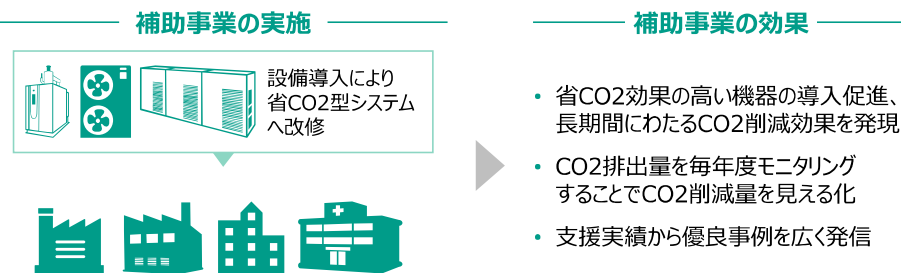 補助事業の実施
設備導入により
省CO2型システム
へ改修
補助事業の効果
• 省CO2効果の高い機器の導入促進、
長期間にわたるCO2削減効果を発現
• CO2排出量を毎年度モニタリング
することでCO2削減量を見える化
• 支援実績から優良事例を広く発信